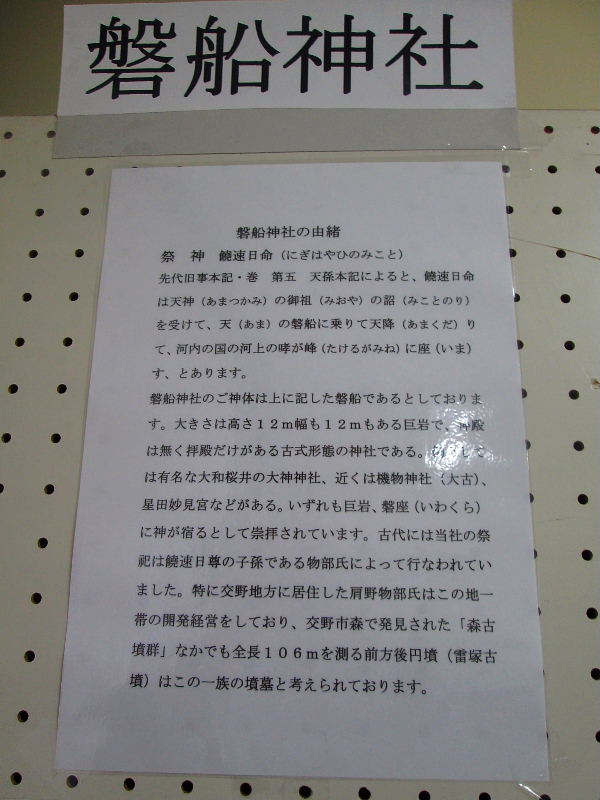 磐船神社
磐船神社の由緒
祭　神　饒速日命（にぎはやひのみこと）
先代旧事本記・巻　第五　天孫本記によると、饒速日命
は天神（あまつかみ）の御祖（みおや）の詔（みことのり）
を受けて、天（あま）の磐船に乗りて天降（あまくだ）り
て、河内の国の河上の哮が峰（たけるがみね）に座（いま）
す、とあります。
磐船神社のご神体は上に記した磐船であるとしておりま
す。大きさは高さ１２ｍ幅も１２ｍもある巨岩で、神殿
は無く拝殿だけがある古式形態の神社である。
は有名な大和桜井の大神神社、近くは機物神社（大古）、
星田妙見宮などがある。いずれも巨岩、磐座（いわくら）
に神が宿るとして崇拝されています。古代には当社の祭
祀は饒速日尊の子孫である物部氏によって行なわれてい
ました。特に交野地方に居住した肩野物部氏はこの地一
帯の開発経営をしており、交野市森で発見された「森古
墳群」なかでも全長１０６ｍを測る前方後円墳（雷塚古
墳）はこの一族の墳墓と考えられております。